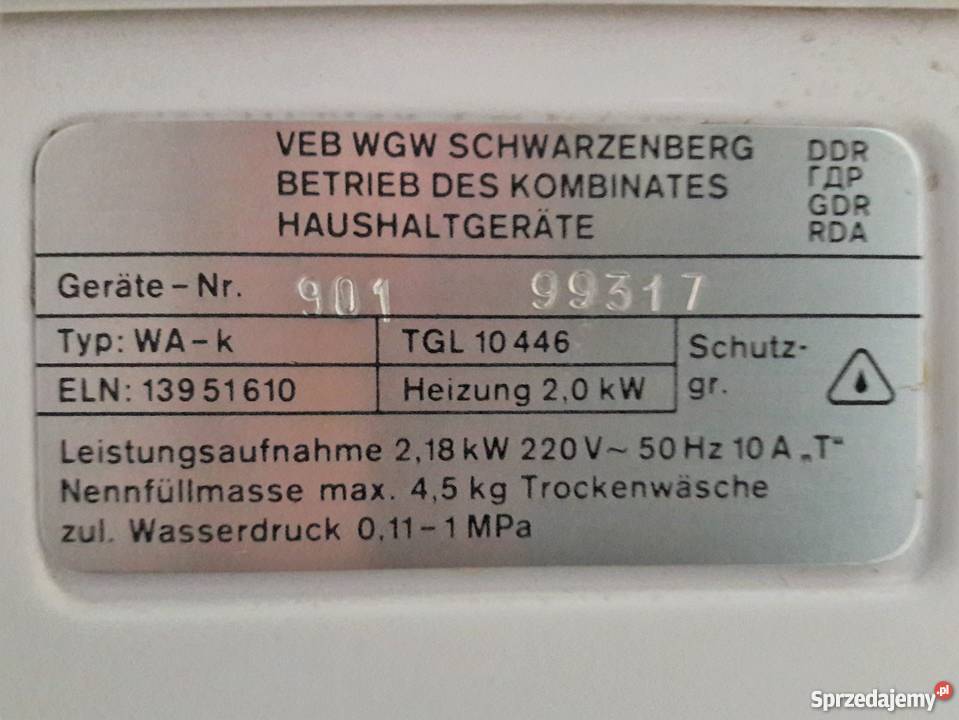 VEB WGW SCHWARZENBERG
BETRIEB DES KOMBINATES
HAUSHALTGERÄTE
DDR
ГДР
GDR
RDA
Geräte-Nr. 901 99317
Typ: WA-k
TGL 10 446
ELN: 139 51 610
Heizung 2,0 kW
Schutz-
gr.
Leistungsaufnahme 2,18 kW 220 V~ 50 Hz 10 A „T“
Nennfüllmasse max. 4,5 kg Trockenwäsche
zul. Wasserdruck 0,11-1 MPa
Sprzedajemy.pl